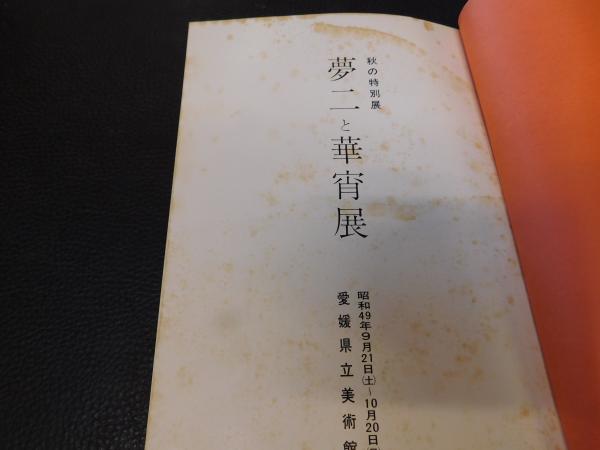 秋の特別展
夢二と華宵展
昭和49年9月21日(土)〜10月20日
愛媛県立美術館